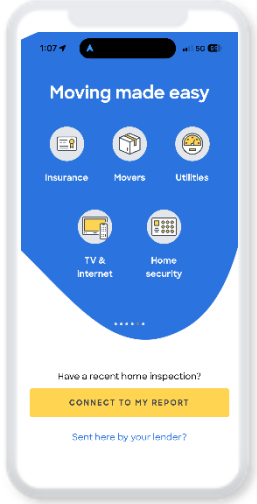 1:07
5G
Moving made easy
Insurance
Movers
Utilities
TV &
internet
Home
security
Have a recent home inspection?
CONNECT TO MY REPORT
Sent here by your lender?